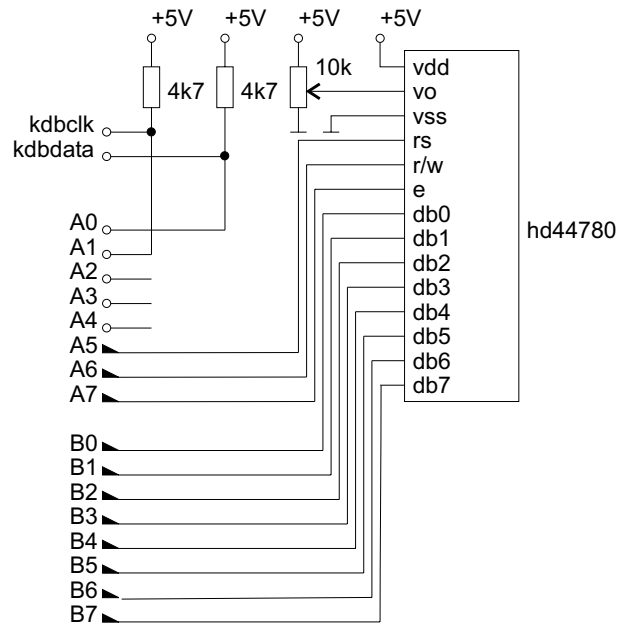 +5V +5V +5V +5V
4k7 4k7 10k
kdbclk
kdbdata
vdd
vo
vss
rs
r/w
e
db0
db1
db2
db3
db4
db5
db6
db7
hd44780
A0
A1
A2
A3
A4
A5
A6
A7
B0
B1
B2
B3
B4
B5
B6
B7